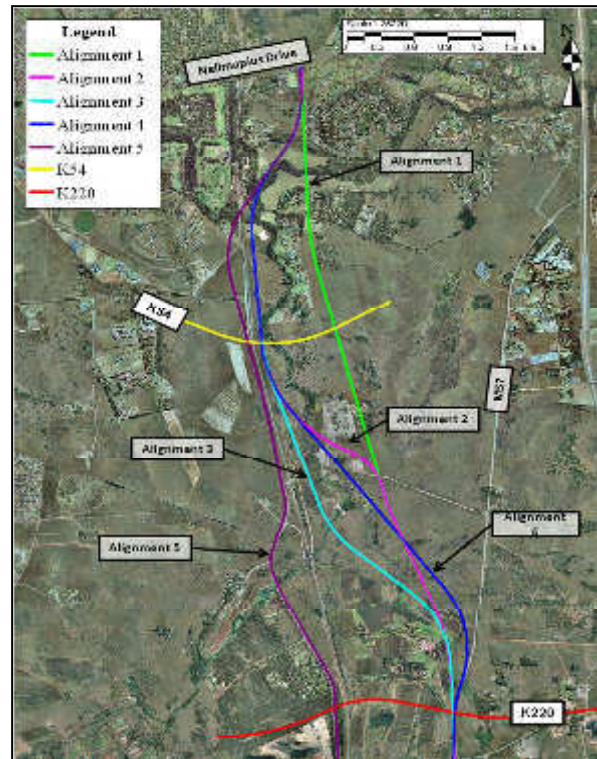 Legend
Alignment 1
Alignment 2
Alignment 3
Alignment 4
Alignment 5
K54
K220
N
Nellmapius Drive
Alignment 1
K54
M57
Alignment 2
Alignment 3
Alignment
Alignment 5
K220